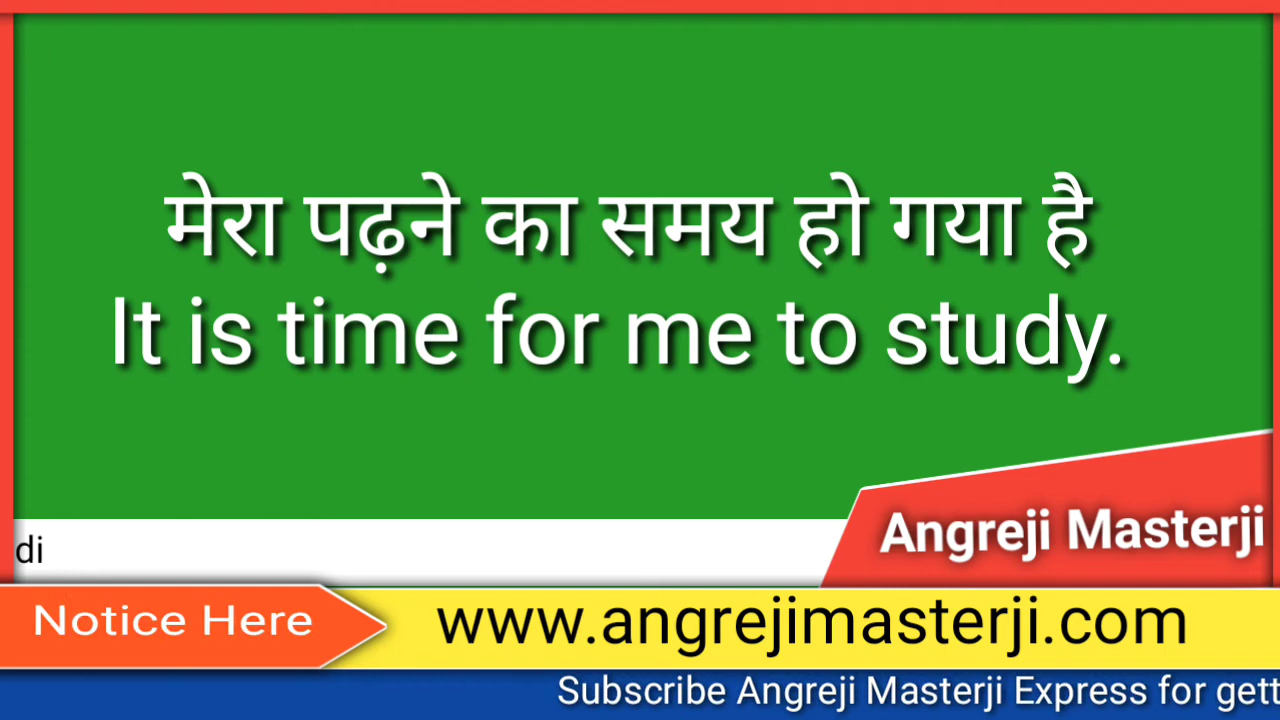 मेरा पढ़ने का समय हो गया है
It is time for me to study.
Angreji Masterji
di
Notice Here
www.angrejimasterji.com
Subscribe Angreji Masterji Express for gett